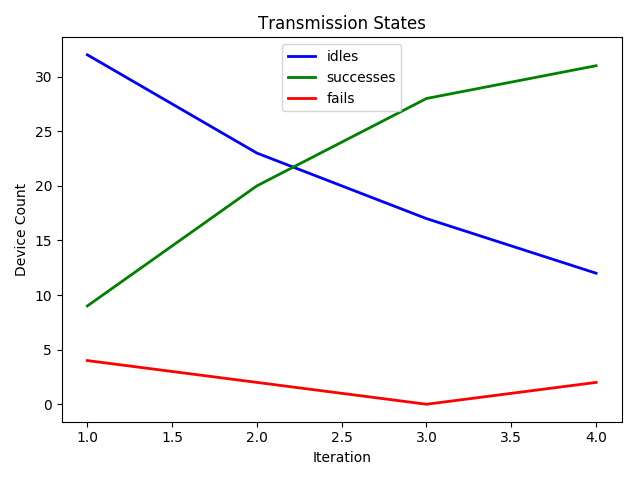 Transmission States
idles
successes
fails
Device Count
30
25
20
15
10
5
0
1.0 1.5 2.0 2.5 3.0 3.5 4.0
Iteration